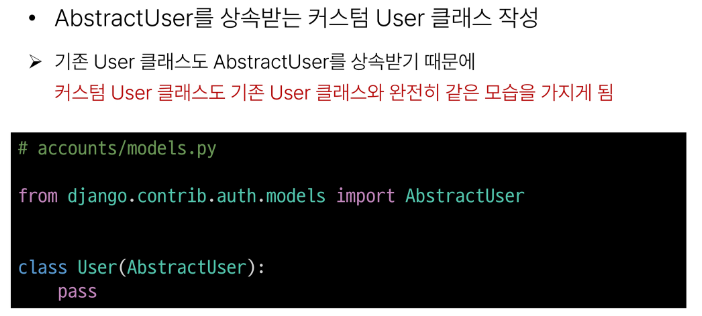 • AbstractUser를 상속받는 커스텀 User 클래스 작성
➢ 기존 User 클래스도 AbstractUser를 상속받기 때문에
커스텀 User 클래스도 기존 User 클래스와 완전히 같은 모습을 가지게 됨
# accounts/models.py
from django.contrib.auth.models import AbstractUser
class User(AbstractUser):
    pass